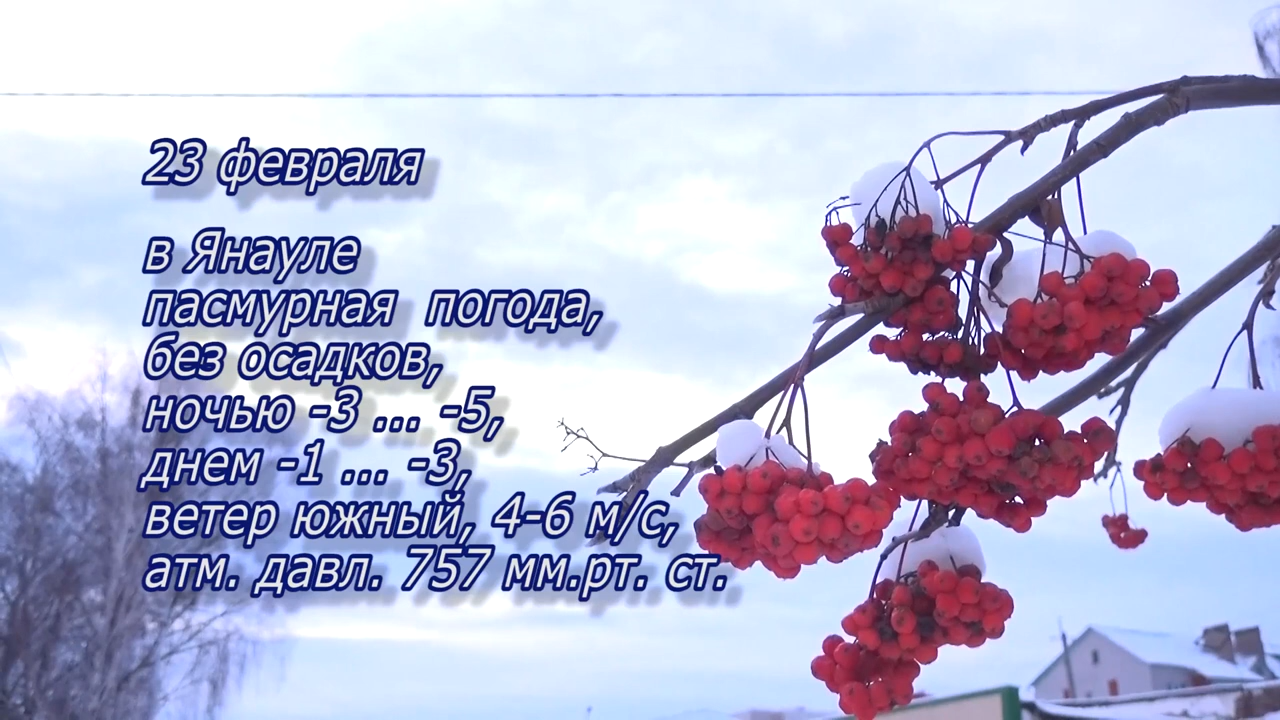 23 февраля
в Янауле
пасмурная погода,
без осадков,
ночью -3 ... -5,
днем -1 ... -3,
ветер южный, 4-6 м/с,
атм. давл. 757 мм.рт. ст.